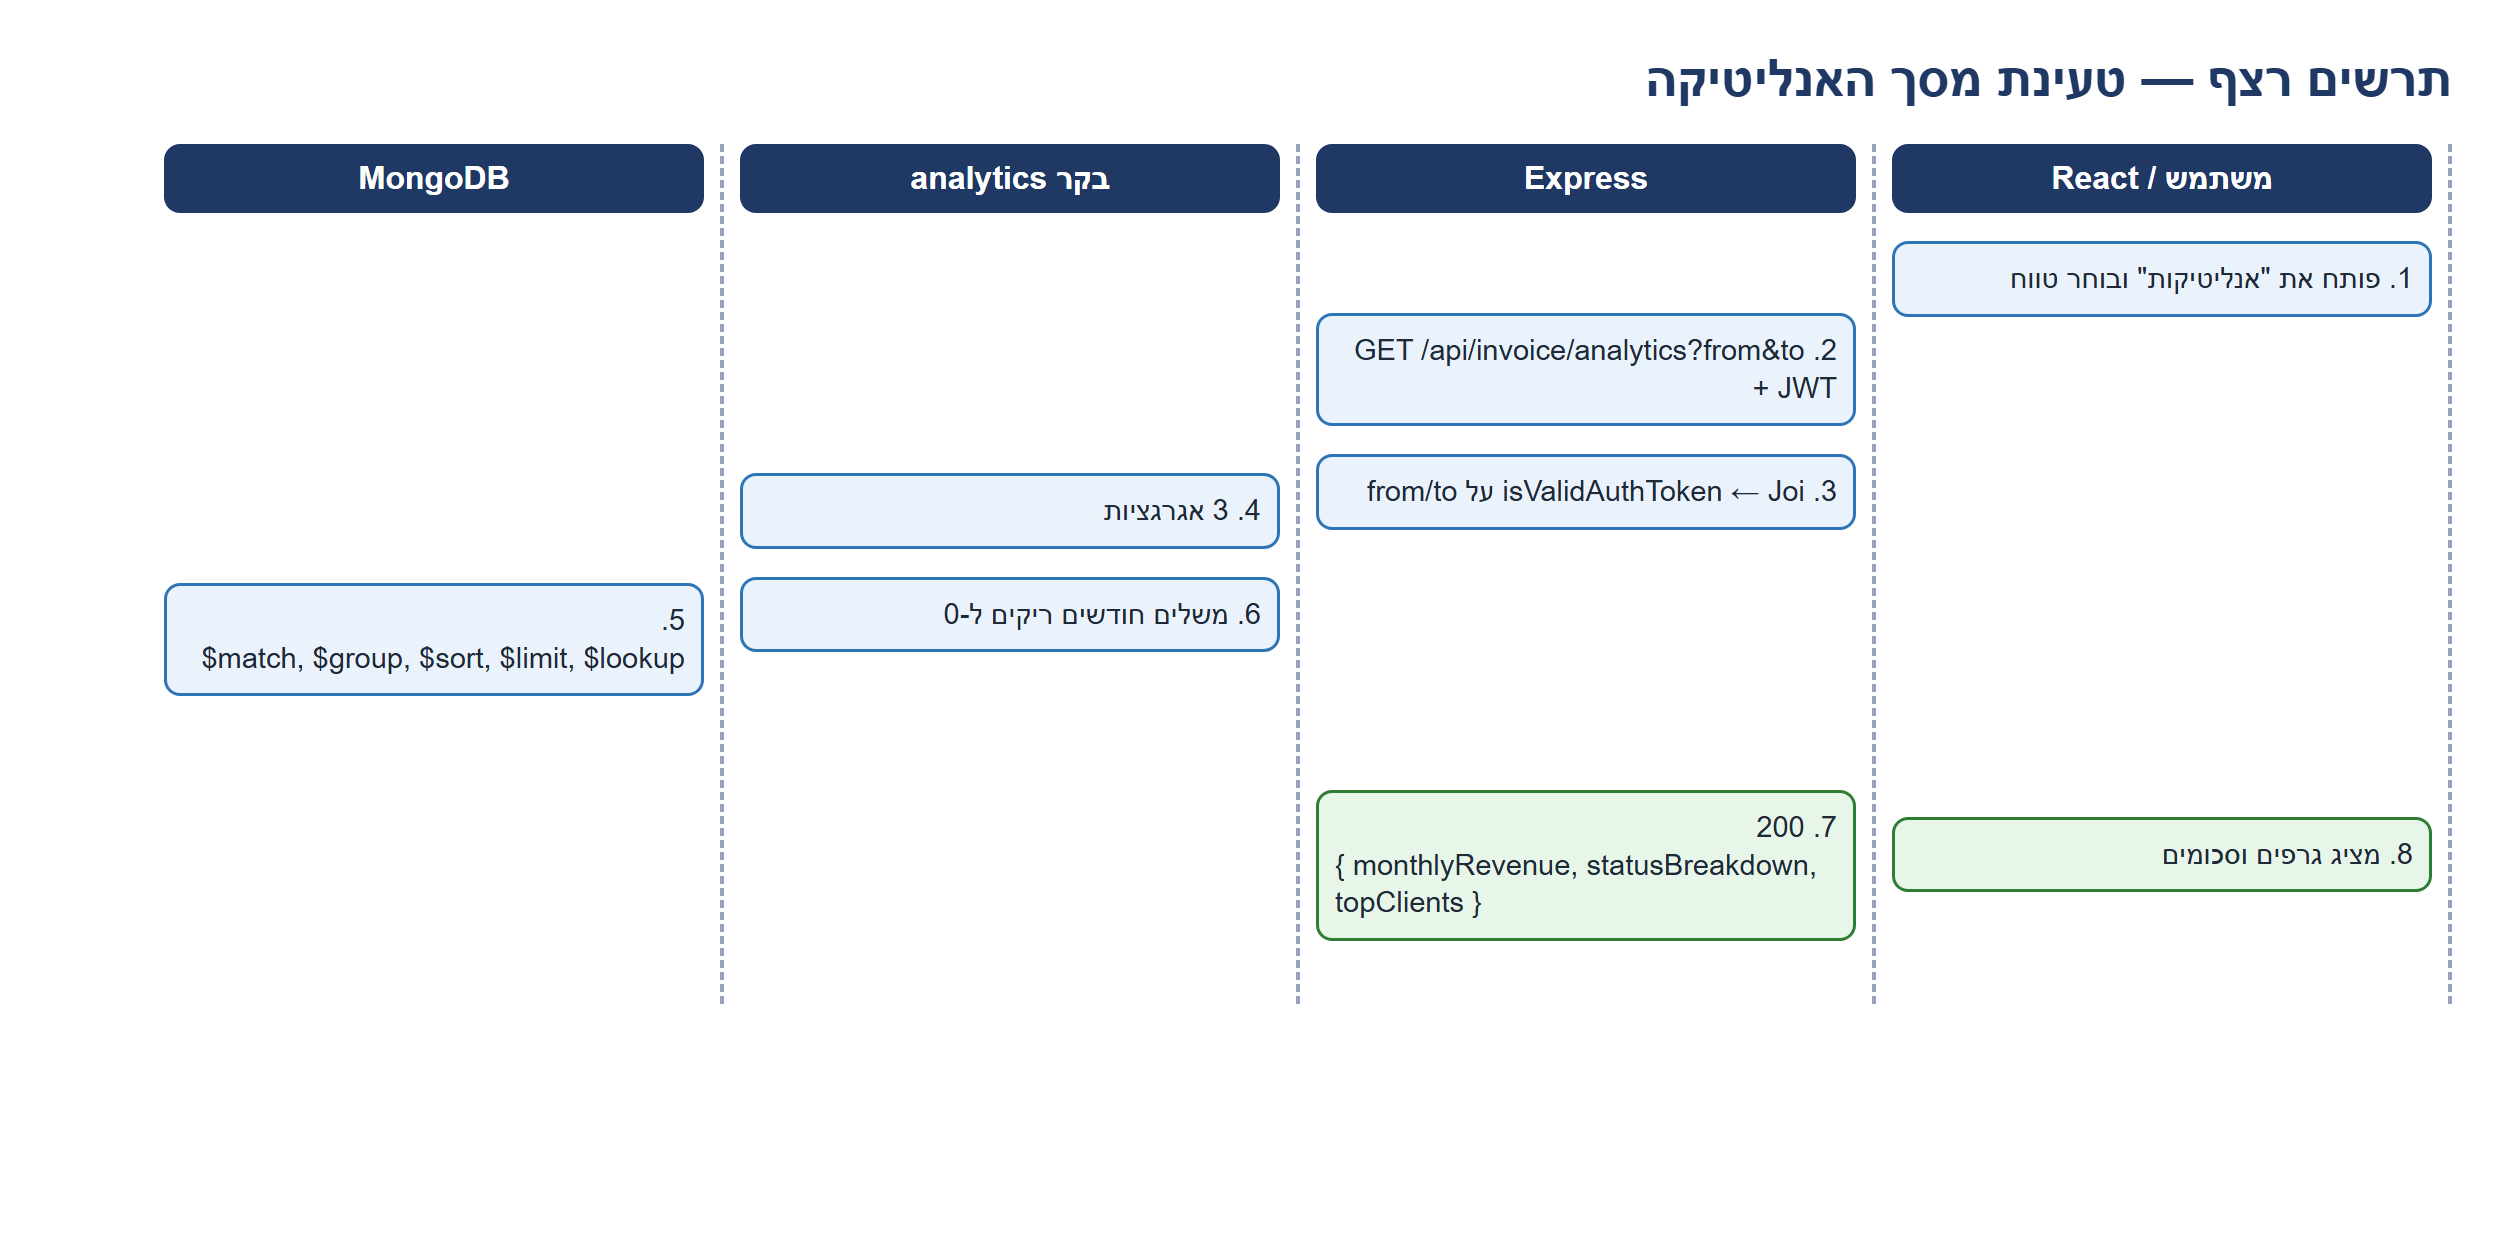 תרשים רצף — טעינת מסך האנליטיקה
משתמש / React
Express
בקר analytics
MongoDB
1. פותח את "אנליטיקות" ובוחר טווח
2. GET /api/invoice/analytics?from&to
+ JWT
3. isValidAuthToken ← Joi על from/to
4. 3 אגרגציות
5.
$match, $group, $sort, $limit, $lookup
6. משלים חודשים ריקים ל-0
7. 200
{ monthlyRevenue, statusBreakdown,
topClients }
8. מציג גרפים וסכומים